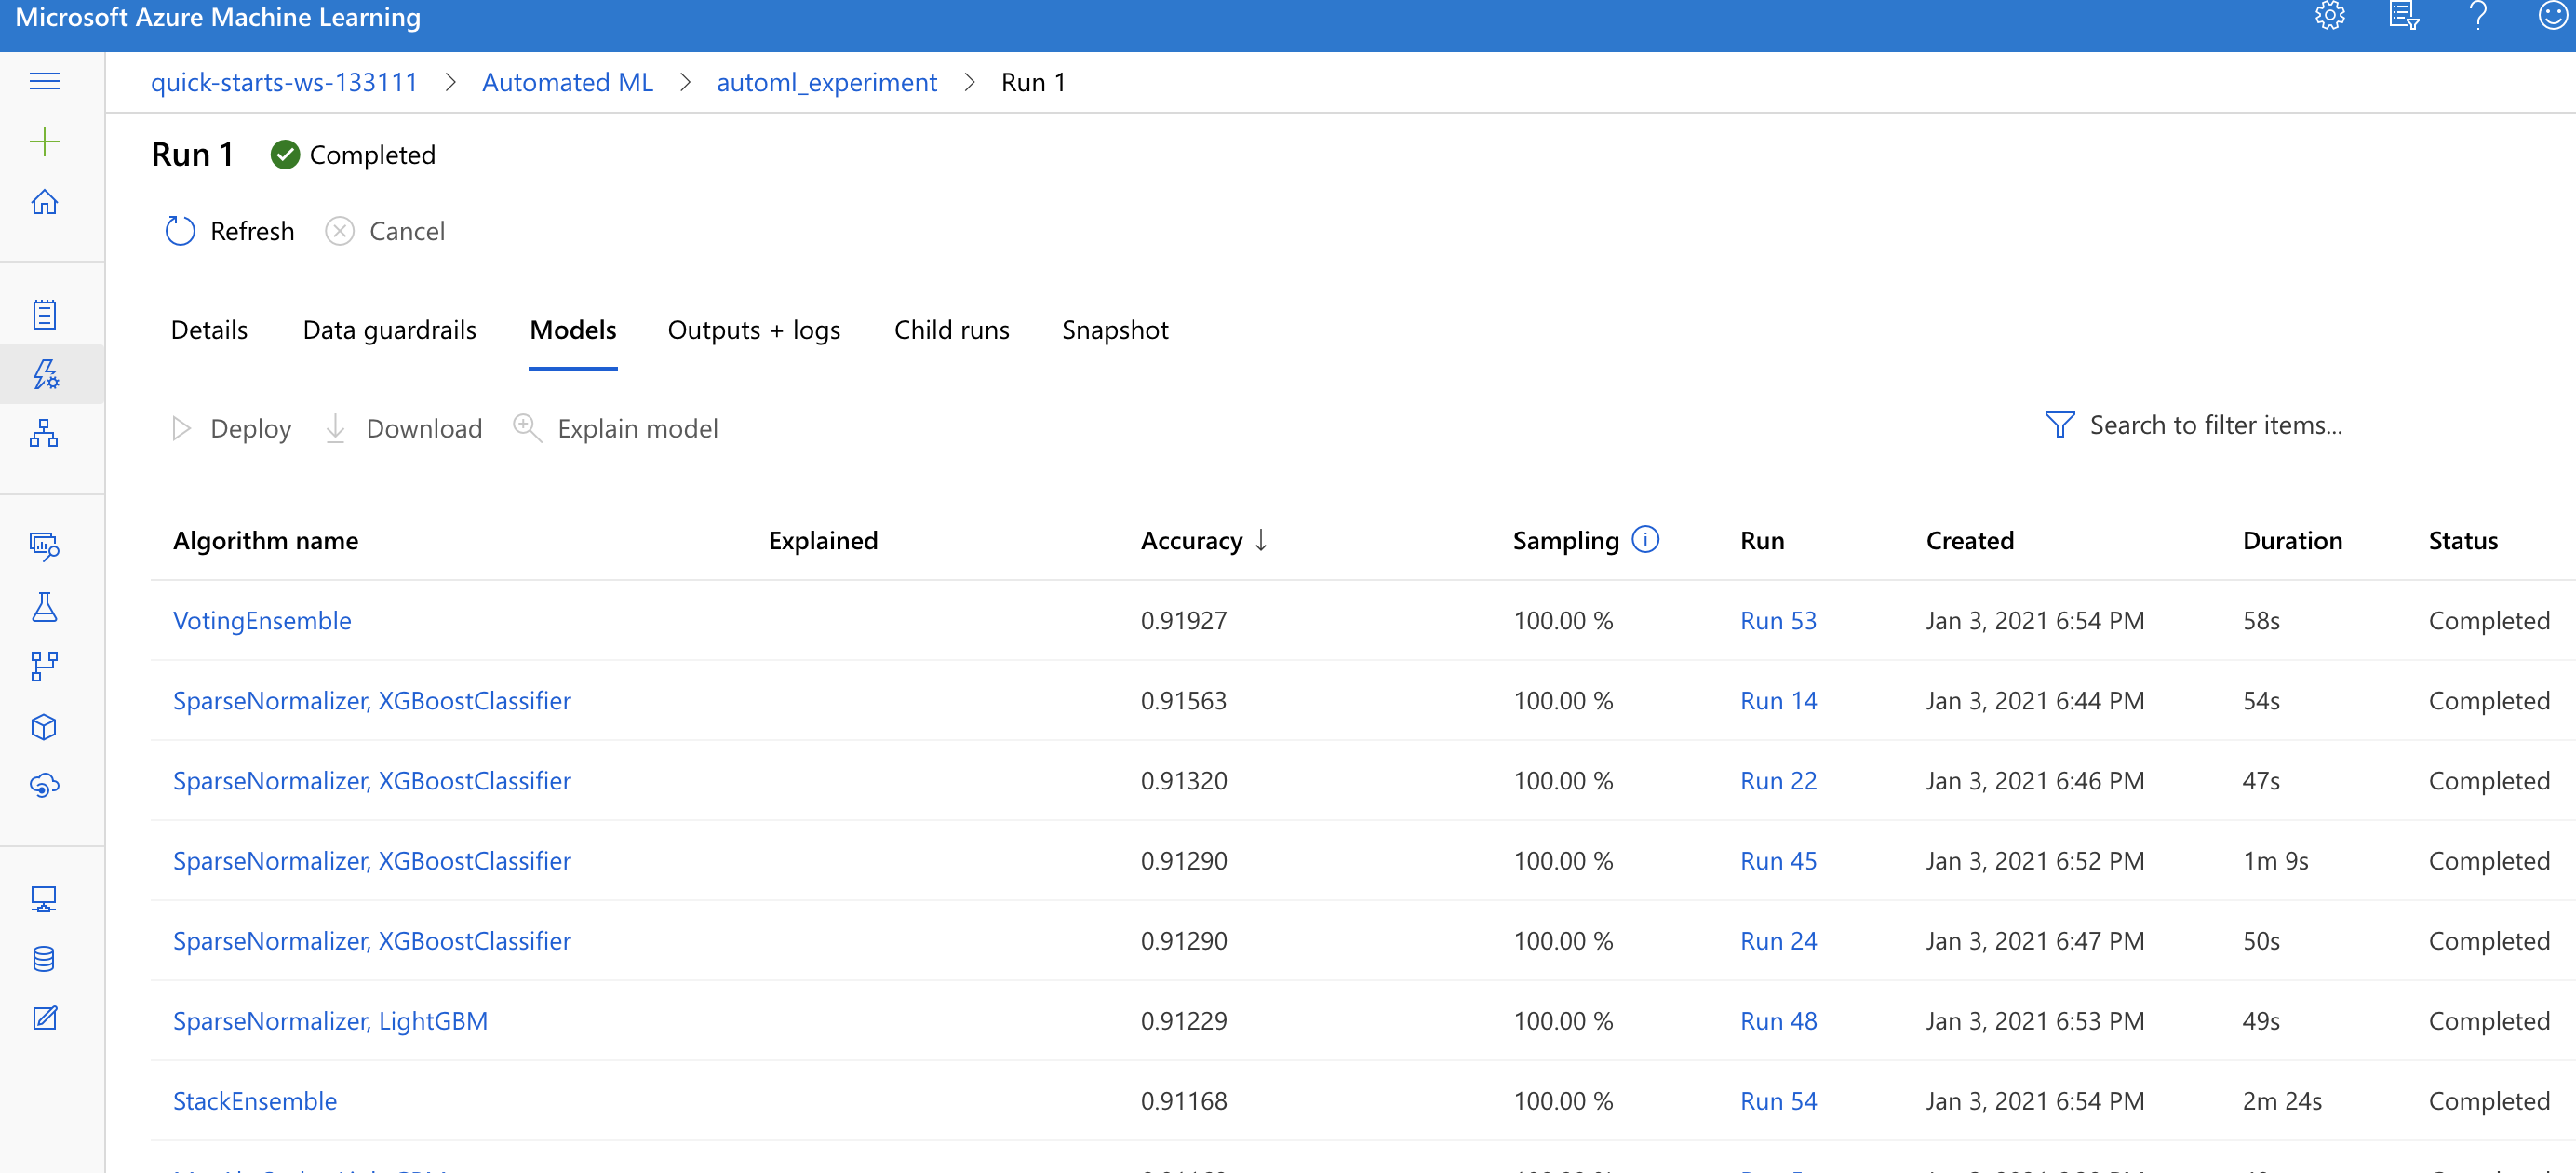 Microsoft Azure Machine Learning
quick-starts-ws-133111 > Automated ML > automl_experiment > Run 1
Run 1 Completed
Refresh Cancel
Details Data guardrails Models Outputs + logs Child runs Snapshot
Deploy Download Explain model Search to filter items...
Algorithm name Explained Accuracy ↓ Sampling Run Created Duration Status
VotingEnsemble 0.91927 100.00 % Run 53 Jan 3, 2021 6:54 PM 58s Completed
SparseNormalizer, XGBoostClassifier 0.91563 100.00 % Run 14 Jan 3, 2021 6:44 PM 54s Completed
SparseNormalizer, XGBoostClassifier 0.91320 100.00 % Run 22 Jan 3, 2021 6:46 PM 47s Completed
SparseNormalizer, XGBoostClassifier 0.91290 100.00 % Run 45 Jan 3, 2021 6:52 PM 1m 9s Completed
SparseNormalizer, XGBoostClassifier 0.91290 100.00 % Run 24 Jan 3, 2021 6:47 PM 50s Completed
SparseNormalizer, LightGBM 0.91229 100.00 % Run 48 Jan 3, 2021 6:53 PM 49s Completed
StackEnsemble 0.91168 100.00 % Run 54 Jan 3, 2021 6:54 PM 2m 24s Completed